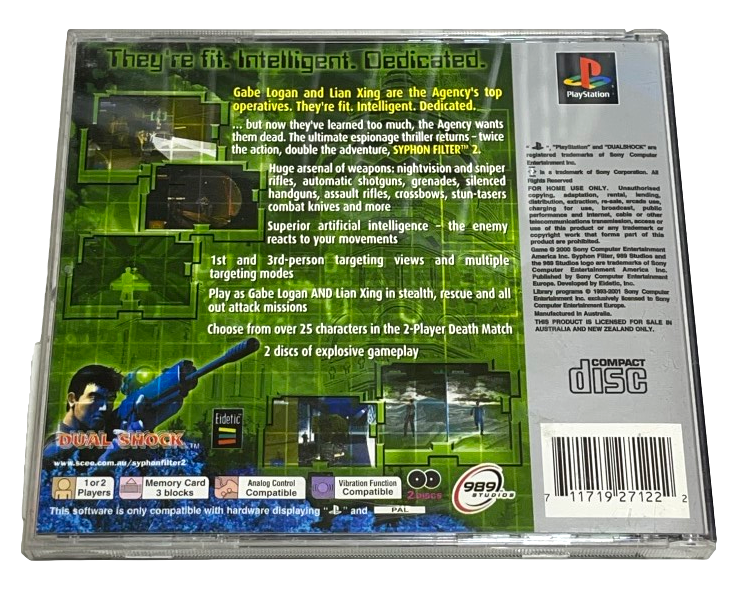 They're fit. Intelligent. Dedicated.
Gabe Logan and Lian Xing are the Agency's top
operatives. They're fit. Intelligent. Dedicated.
... but now they've learned too much, the Agency wants
them dead. The ultimate espionage thriller returns – twice
the action, double the adventure, SYPHON FILTER™ 2.
Huge arsenal of weapons: nightvision and sniper
rifles, automatic shotguns, grenades, silenced
handguns, assault rifles, crossbows, stun-tasers
combat knives and more
Superior artificial intelligence – the enemy
reacts to your movements
1st and 3rd-person targeting views and multiple
targeting modes
Play as Gabe Logan AND Lian Xing in stealth, rescue and all
out attack missions
Choose from over 25 characters in the 2-Player Death Match
2 discs of explosive gameplay
DUAL SHOCK™
www.scee.com.au/syphonfilter2
Eidetic
1 or 2
Players
Memory Card
3 blocks
Analog Control
Compatible
Vibration Function
Compatible
2 DISCS
989
STUDIOS
This software is only compatible with hardware displaying " " and PAL
PlayStation
" ", "PlayStation" and "DUALSHOCK" are
registered trademarks of Sony Computer
Entertainment Inc.
is a trademark of Sony Corporation. All
Rights Reserved
FOR HOME USE ONLY. Unauthorised
copying, adaptation, rental, lending,
distribution, extraction, re-sale, arcade use,
charging for use, broadcast, public
performance and internet, cable or other
telecommunications transmission, access or
use of this product or any trademark or
copyright work that forms part of this
product are prohibited.
Game © 2000 Sony Computer Entertainment
America Inc. Syphon Filter, 989 Studios and
the 989 Studios logo are trademarks of Sony
Computer Entertainment America Inc.
Published by Sony Computer Entertainment
Europe. Developed by Eidetic, Inc.
Library programs © 1993-2001 Sony Computer
Entertainment Inc. exclusively licensed to Sony
Computer Entertainment Europe.
Manufactured in Australia.
THIS PRODUCT IS LICENSED FOR SALE IN
AUSTRALIA AND NEW ZEALAND ONLY.
COMPACT
disc
7 11719 27122 2